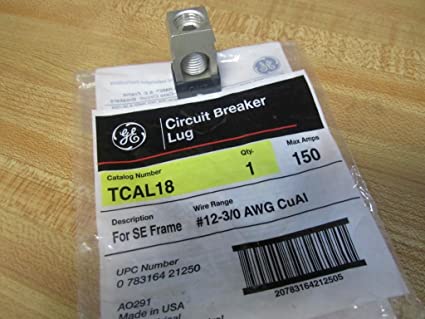 GE
Circuit Breaker
Lug
Catalog Number
Qty.
Max Amps
TCAL18
1
150
Description
Wire Range
For SE Frame
#12-3/0 AWG CuAl
UPC Number
0 783164 21250
AO291
Made in USA
20783164212505